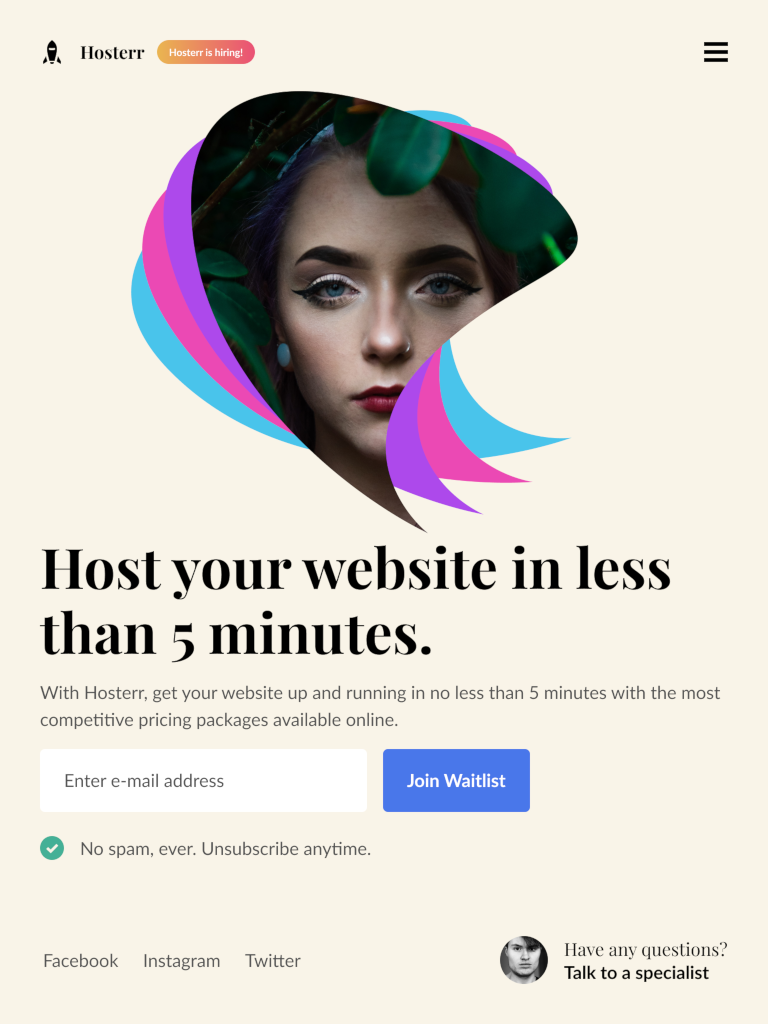 Hosterr
Hosterr is hiring!
Host your website in less
than 5 minutes.
With Hosterr, get your website up and running in no less than 5 minutes with the most
competitive pricing packages available online.
Enter e-mail address
Join Waitlist
No spam, ever. Unsubscribe anytime.
Facebook Instagram Twitter
Have any questions?
Talk to a specialist